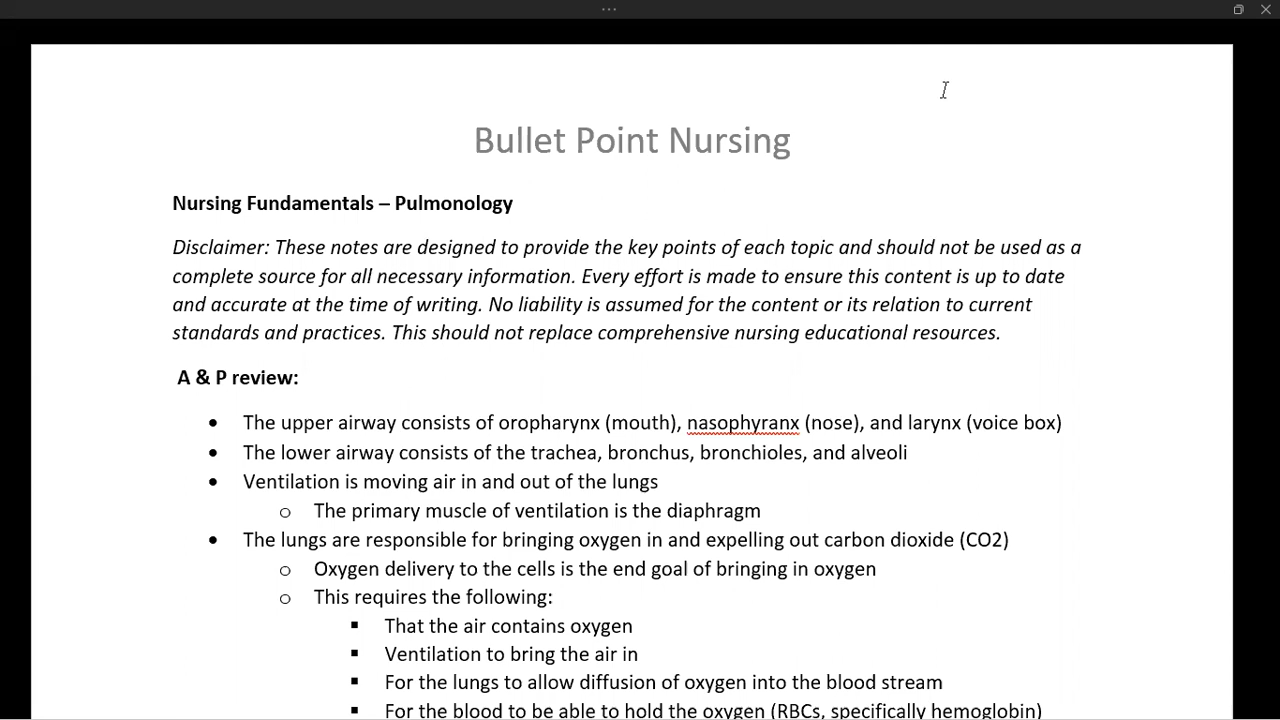 Bullet Point Nursing
Nursing Fundamentals – Pulmonology
Disclaimer: These notes are designed to provide the key points of each topic and should not be used as a
complete source for all necessary information. Every effort is made to ensure this content is up to date
and accurate at the time of writing. No liability is assumed for the content or its relation to current
standards and practices. This should not replace comprehensive nursing educational resources.
A & P review:
• The upper airway consists of oropharynx (mouth), nasophyranx (nose), and larynx (voice box)
• The lower airway consists of the trachea, bronchus, bronchioles, and alveoli
• Ventilation is moving air in and out of the lungs
o The primary muscle of ventilation is the diaphragm
• The lungs are responsible for bringing oxygen in and expelling out carbon dioxide (CO2)
o Oxygen delivery to the cells is the end goal of bringing in oxygen
o This requires the following:
▪ That the air contains oxygen
▪ Ventilation to bring the air in
▪ For the lungs to allow diffusion of oxygen into the blood stream
▪ For the blood to be able to hold the oxygen (RBCs, specifically hemoglobin)